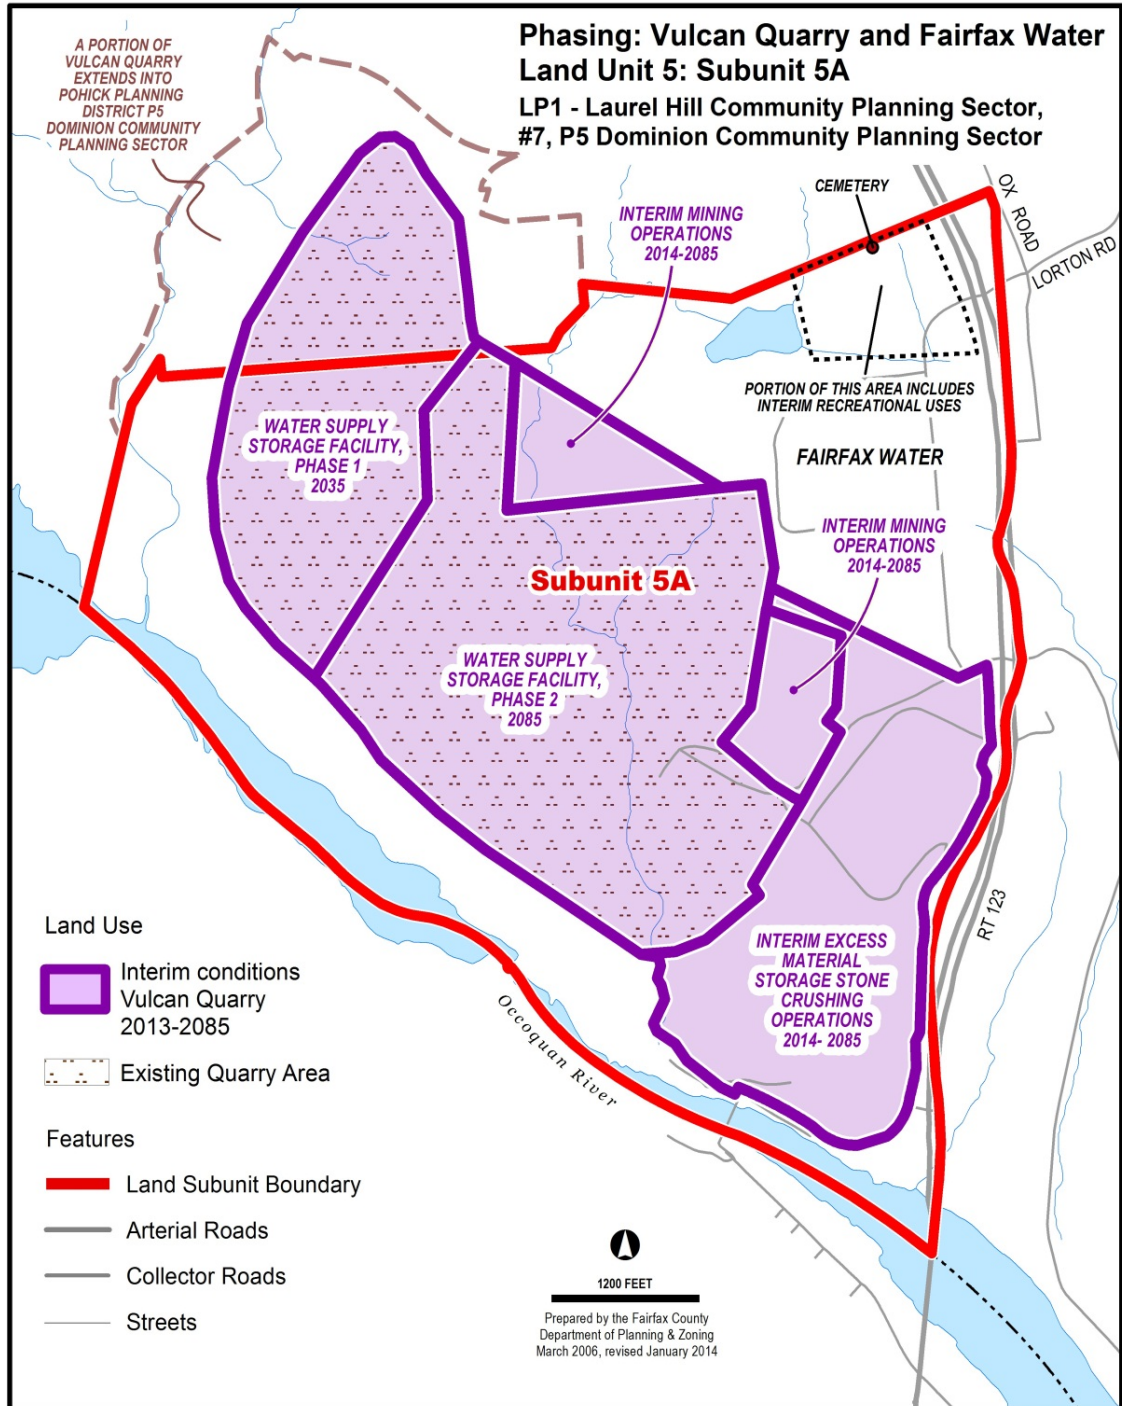 Phasing: Vulcan Quarry and Fairfax Water
Land Unit 5: Subunit 5A
LP1 - Laurel Hill Community Planning Sector,
#7, P5 Dominion Community Planning Sector
A PORTION OF
VULCAN QUARRY
EXTENDS INTO
POHICK PLANNING
DISTRICT P5
DOMINION COMMUNITY
PLANNING SECTOR
CEMETERY
OX ROAD
LORTON RD
INTERIM MINING
OPERATIONS
2014-2085
PORTION OF THIS AREA INCLUDES
INTERIM RECREATIONAL USES
WATER SUPPLY
STORAGE FACILITY,
PHASE 1
2035
FAIRFAX WATER
INTERIM MINING
OPERATIONS
2014-2085
Subunit 5A
WATER SUPPLY
STORAGE FACILITY,
PHASE 2
2085
RT 123
INTERIM EXCESS
MATERIAL
STORAGE STONE
CRUSHING
OPERATIONS
2014- 2085
Occoquan River
Land Use
Interim conditions
Vulcan Quarry
2013-2085
Existing Quarry Area
Features
Land Subunit Boundary
Arterial Roads
Collector Roads
Streets
1200 FEET
Prepared by the Fairfax County
Department of Planning & Zoning
March 2006, revised January 2014